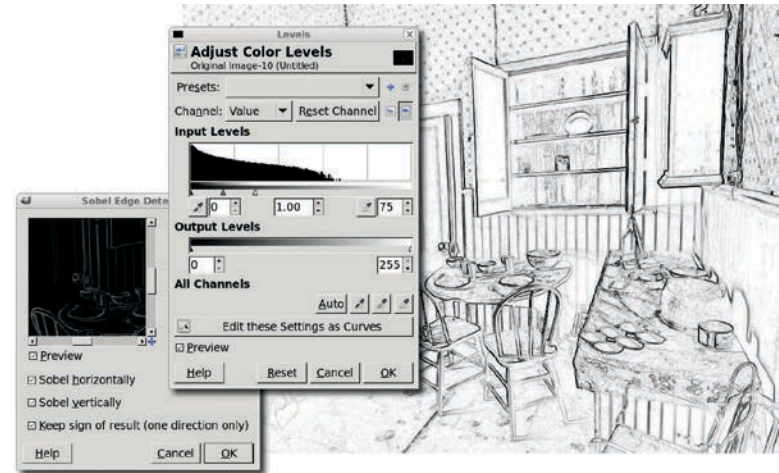 Levels
Adjust Color Levels
Original Image-10 (Untitled)
Presets:
Channel: Value Reset Channel
Input Levels
0 1.00 75
Output Levels
0 255
All Channels
Auto
Edit these Settings as Curves
Preview
Help Reset Cancel OK
Sobel Edge Dete
Preview
Sobel horizontally
Sobel vertically
Keep sign of result (one direction only)
Help Cancel OK